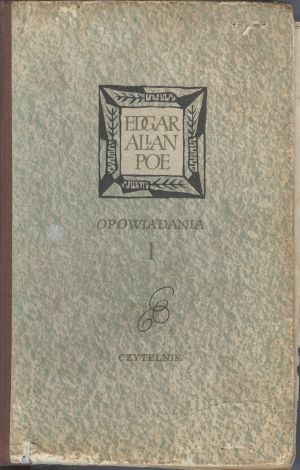 EDGAR
ALLAN
POE
OPOWIADANIA
I
CZYTELNIK